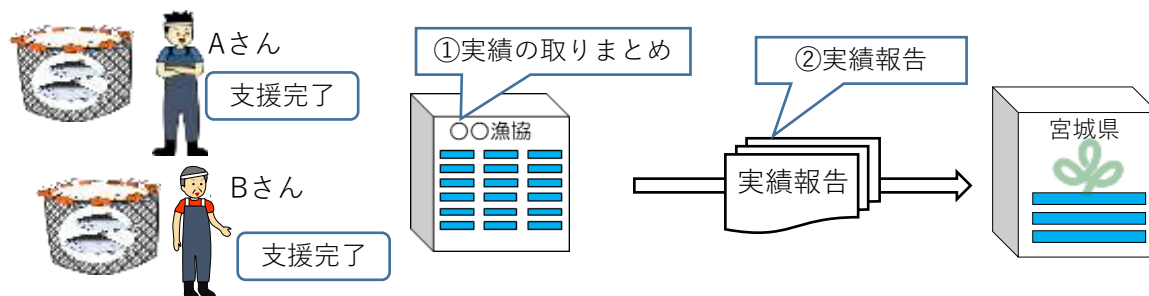 Aさん
支援完了
Bさん
支援完了
①実績の取りまとめ
〇〇漁協
②実績報告
実績報告
宮城県